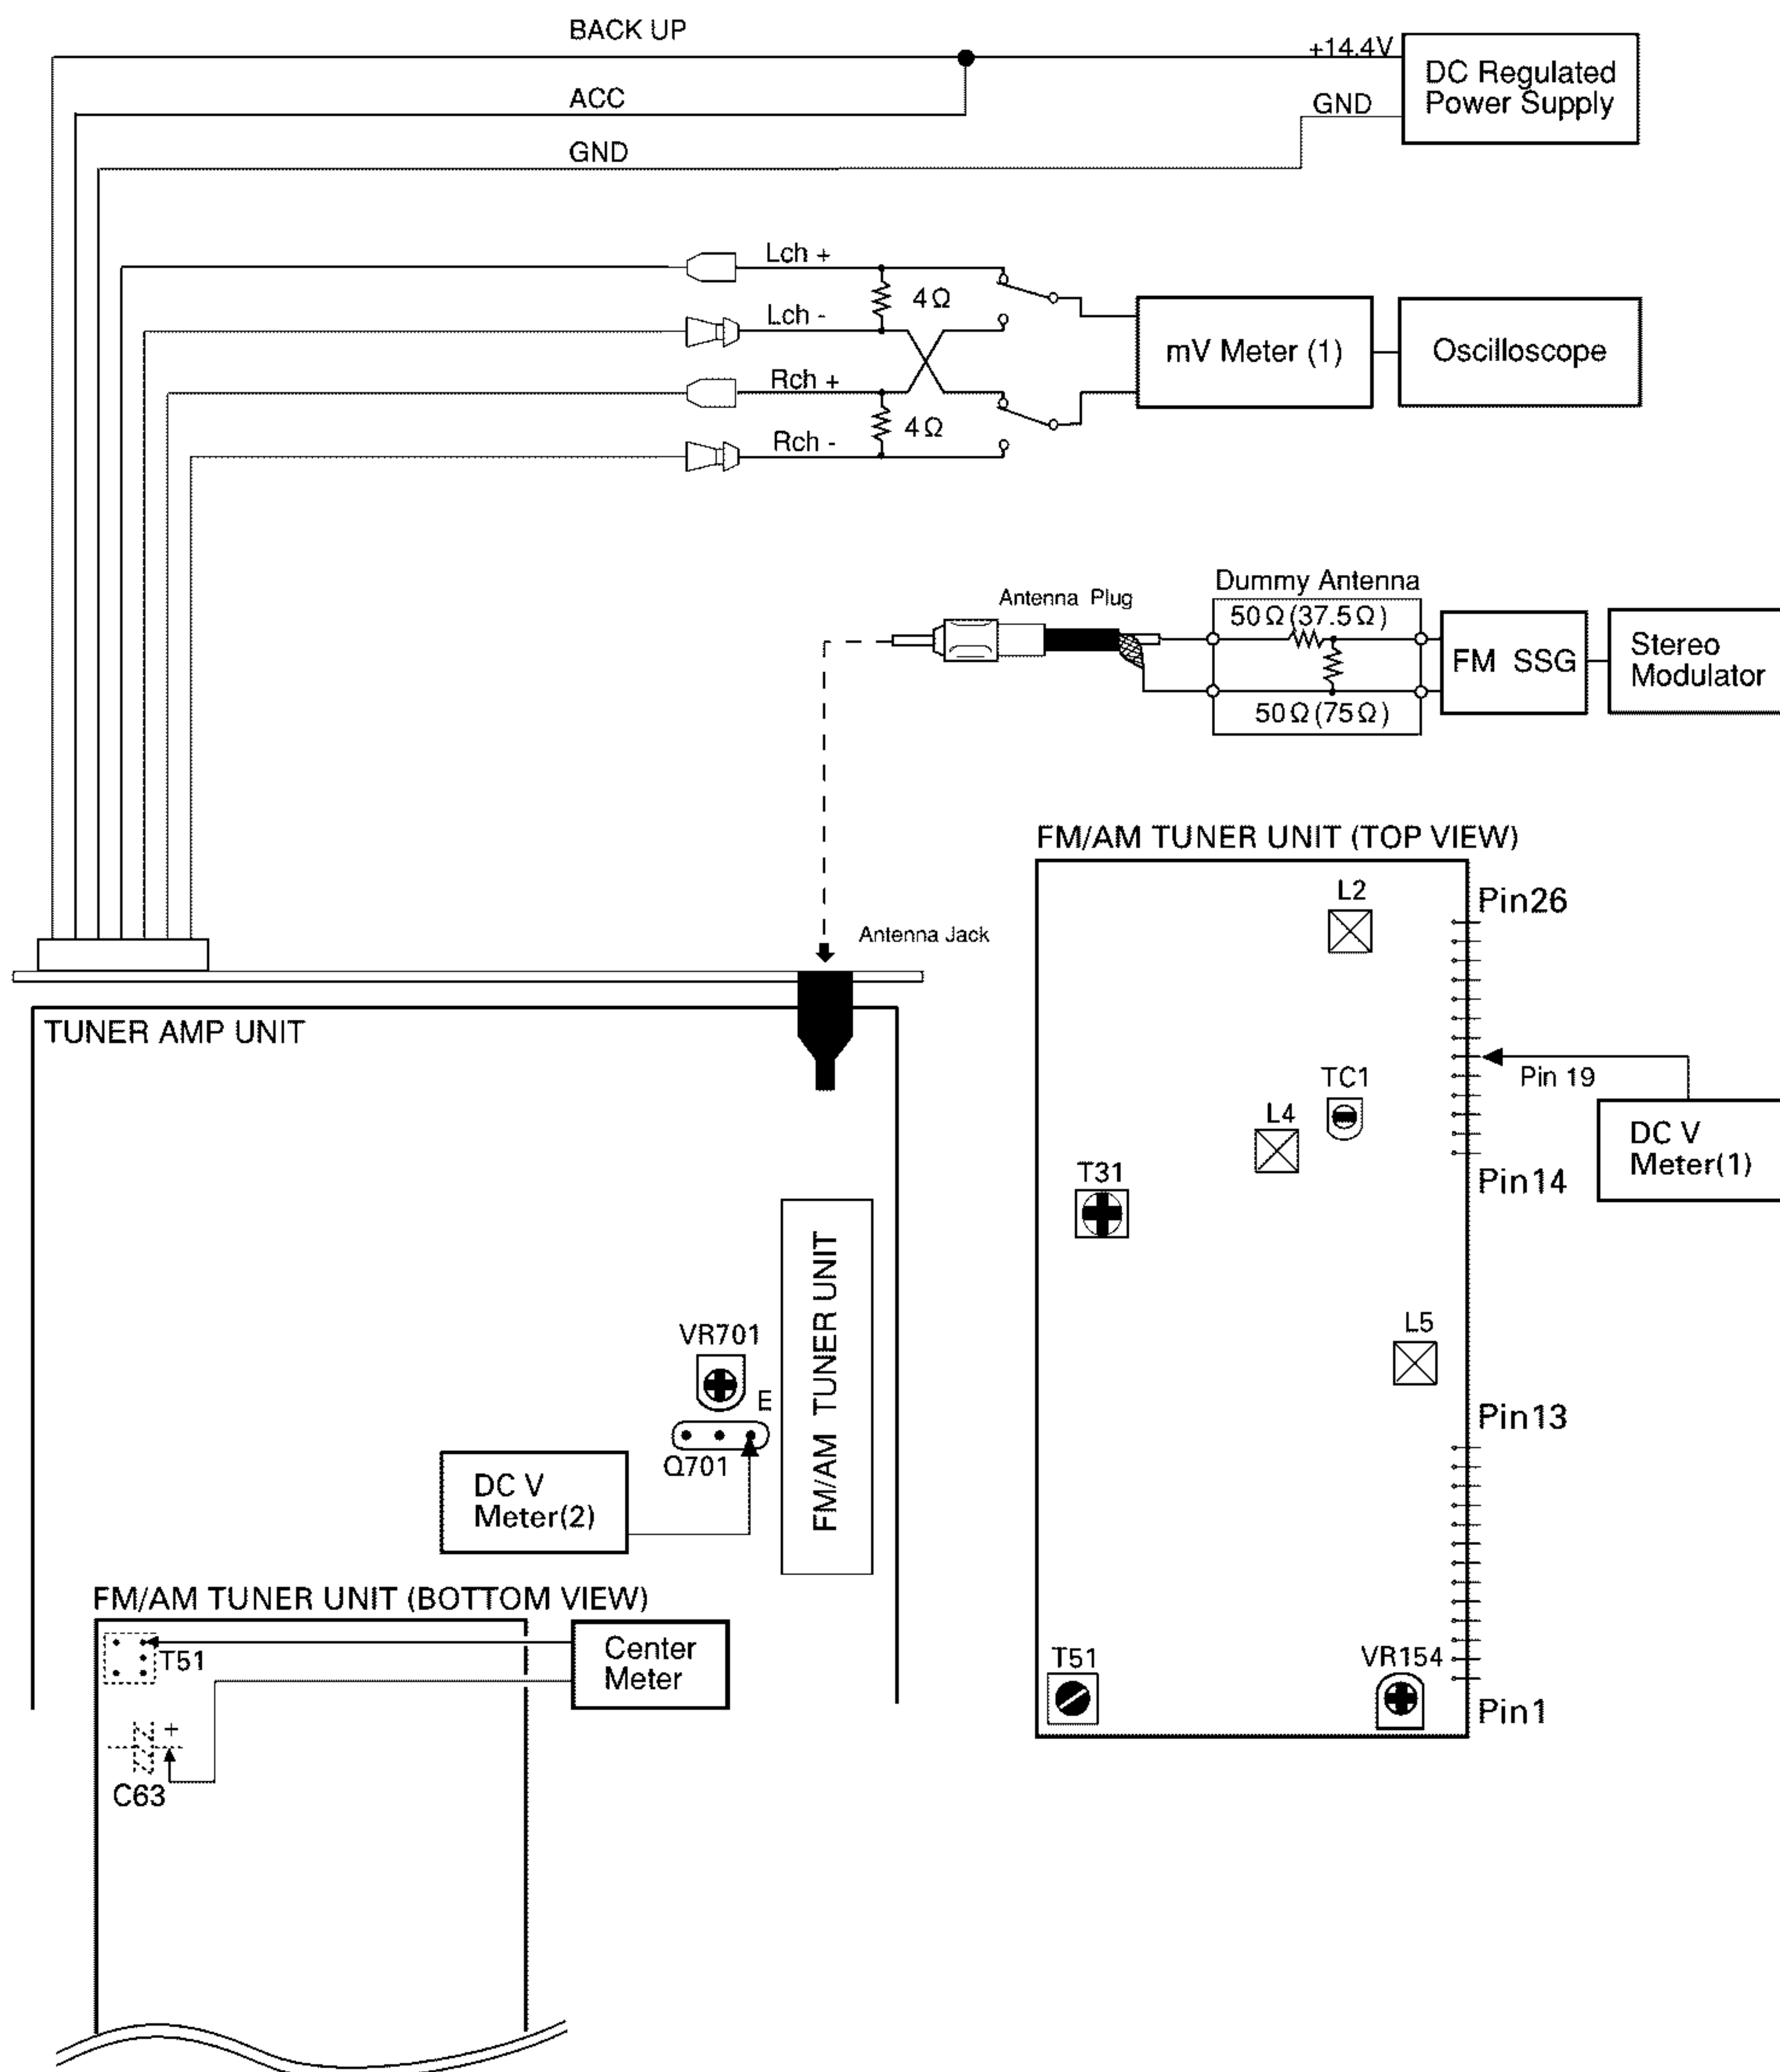 BACK UP
+14.4V
DC Regulated
Power Supply
ACC
GND
GND
Lch +
4Ω
Lch -
mV Meter (1)
Oscilloscope
Rch +
4Ω
Rch -
Dummy Antenna
Antenna Plug
50Ω(37.5Ω)
FM SSG
Stereo
Modulator
50Ω(75Ω)
FM/AM TUNER UNIT (TOP VIEW)
L2
Pin26
Antenna Jack
TUNER AMP UNIT
TC1
Pin 19
L4
DC V
Meter(1)
T31
Pin14
FM/AM TUNER UNIT
VR701
L5
E
Pin13
Q701
DC V
Meter(2)
FM/AM TUNER UNIT (BOTTOM VIEW)
Center
Meter
T51
T51
VR154
Pin1
+
C63